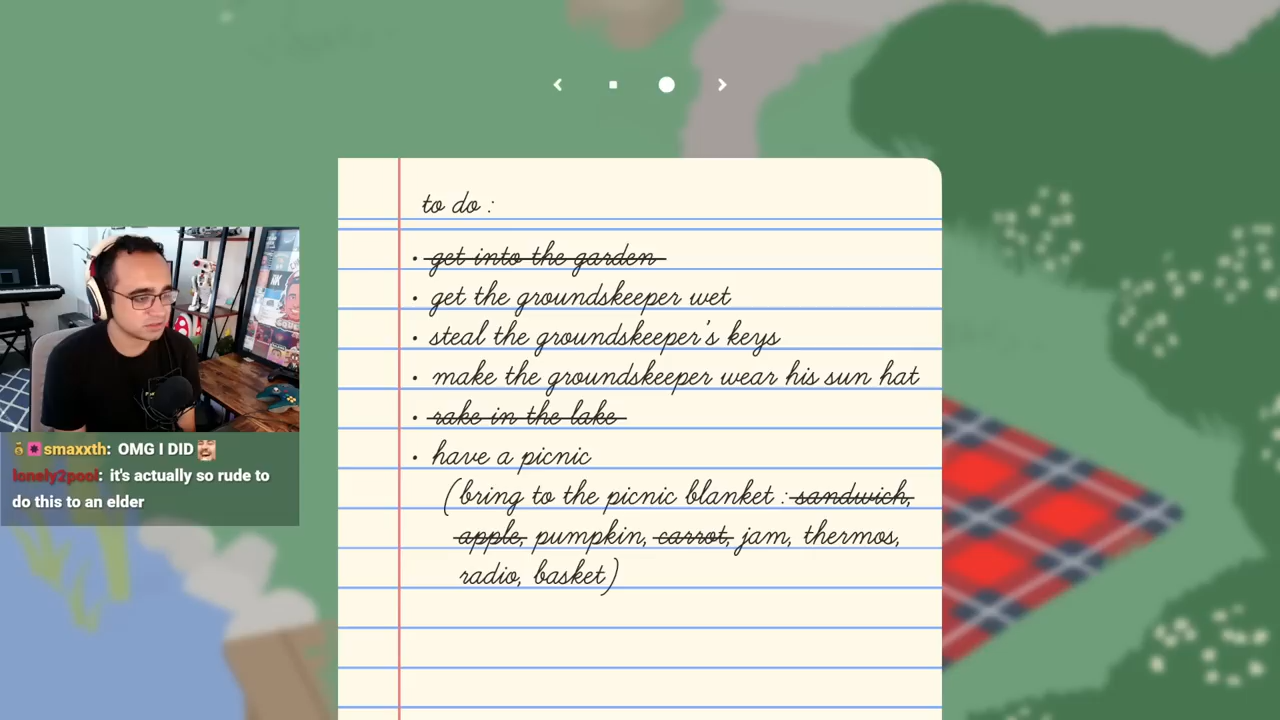 to do :
• get into the garden
• get the groundskeeper wet
• steal the groundskeeper's keys
• make the groundskeeper wear his sun hat
• rake in the lake
• have a picnic
(bring to the picnic blanket : sandwich,
apple, pumpkin, carrot, jam, thermos,
radio, basket)
smaxxth: OMG I DID
lonely2pool: it's actually so rude to
do this to an elder